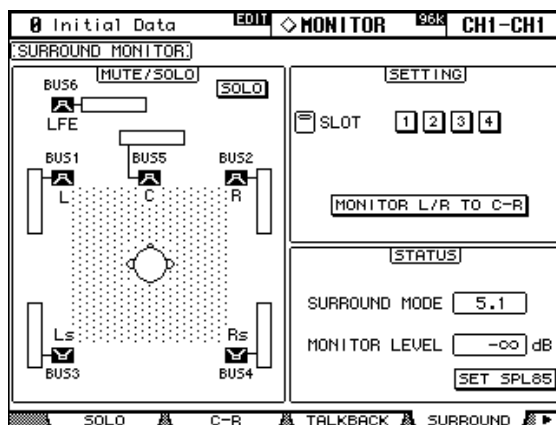 0 Initial Data EDIT ◇MONITOR 96k CH1-CH1
SURROUND MONITOR
MUTE/SOLO
SOLO
BUS6
LFE
BUS1 BUS5 BUS2
L C R
Ls Rs
BUS3 BUS4
SETTING
SLOT 1 2 3 4
MONITOR L/R TO C-R
STATUS
SURROUND MODE 5.1
MONITOR LEVEL -∞ dB
SET SPL85
SOLO C-R TALKBACK SURROUND